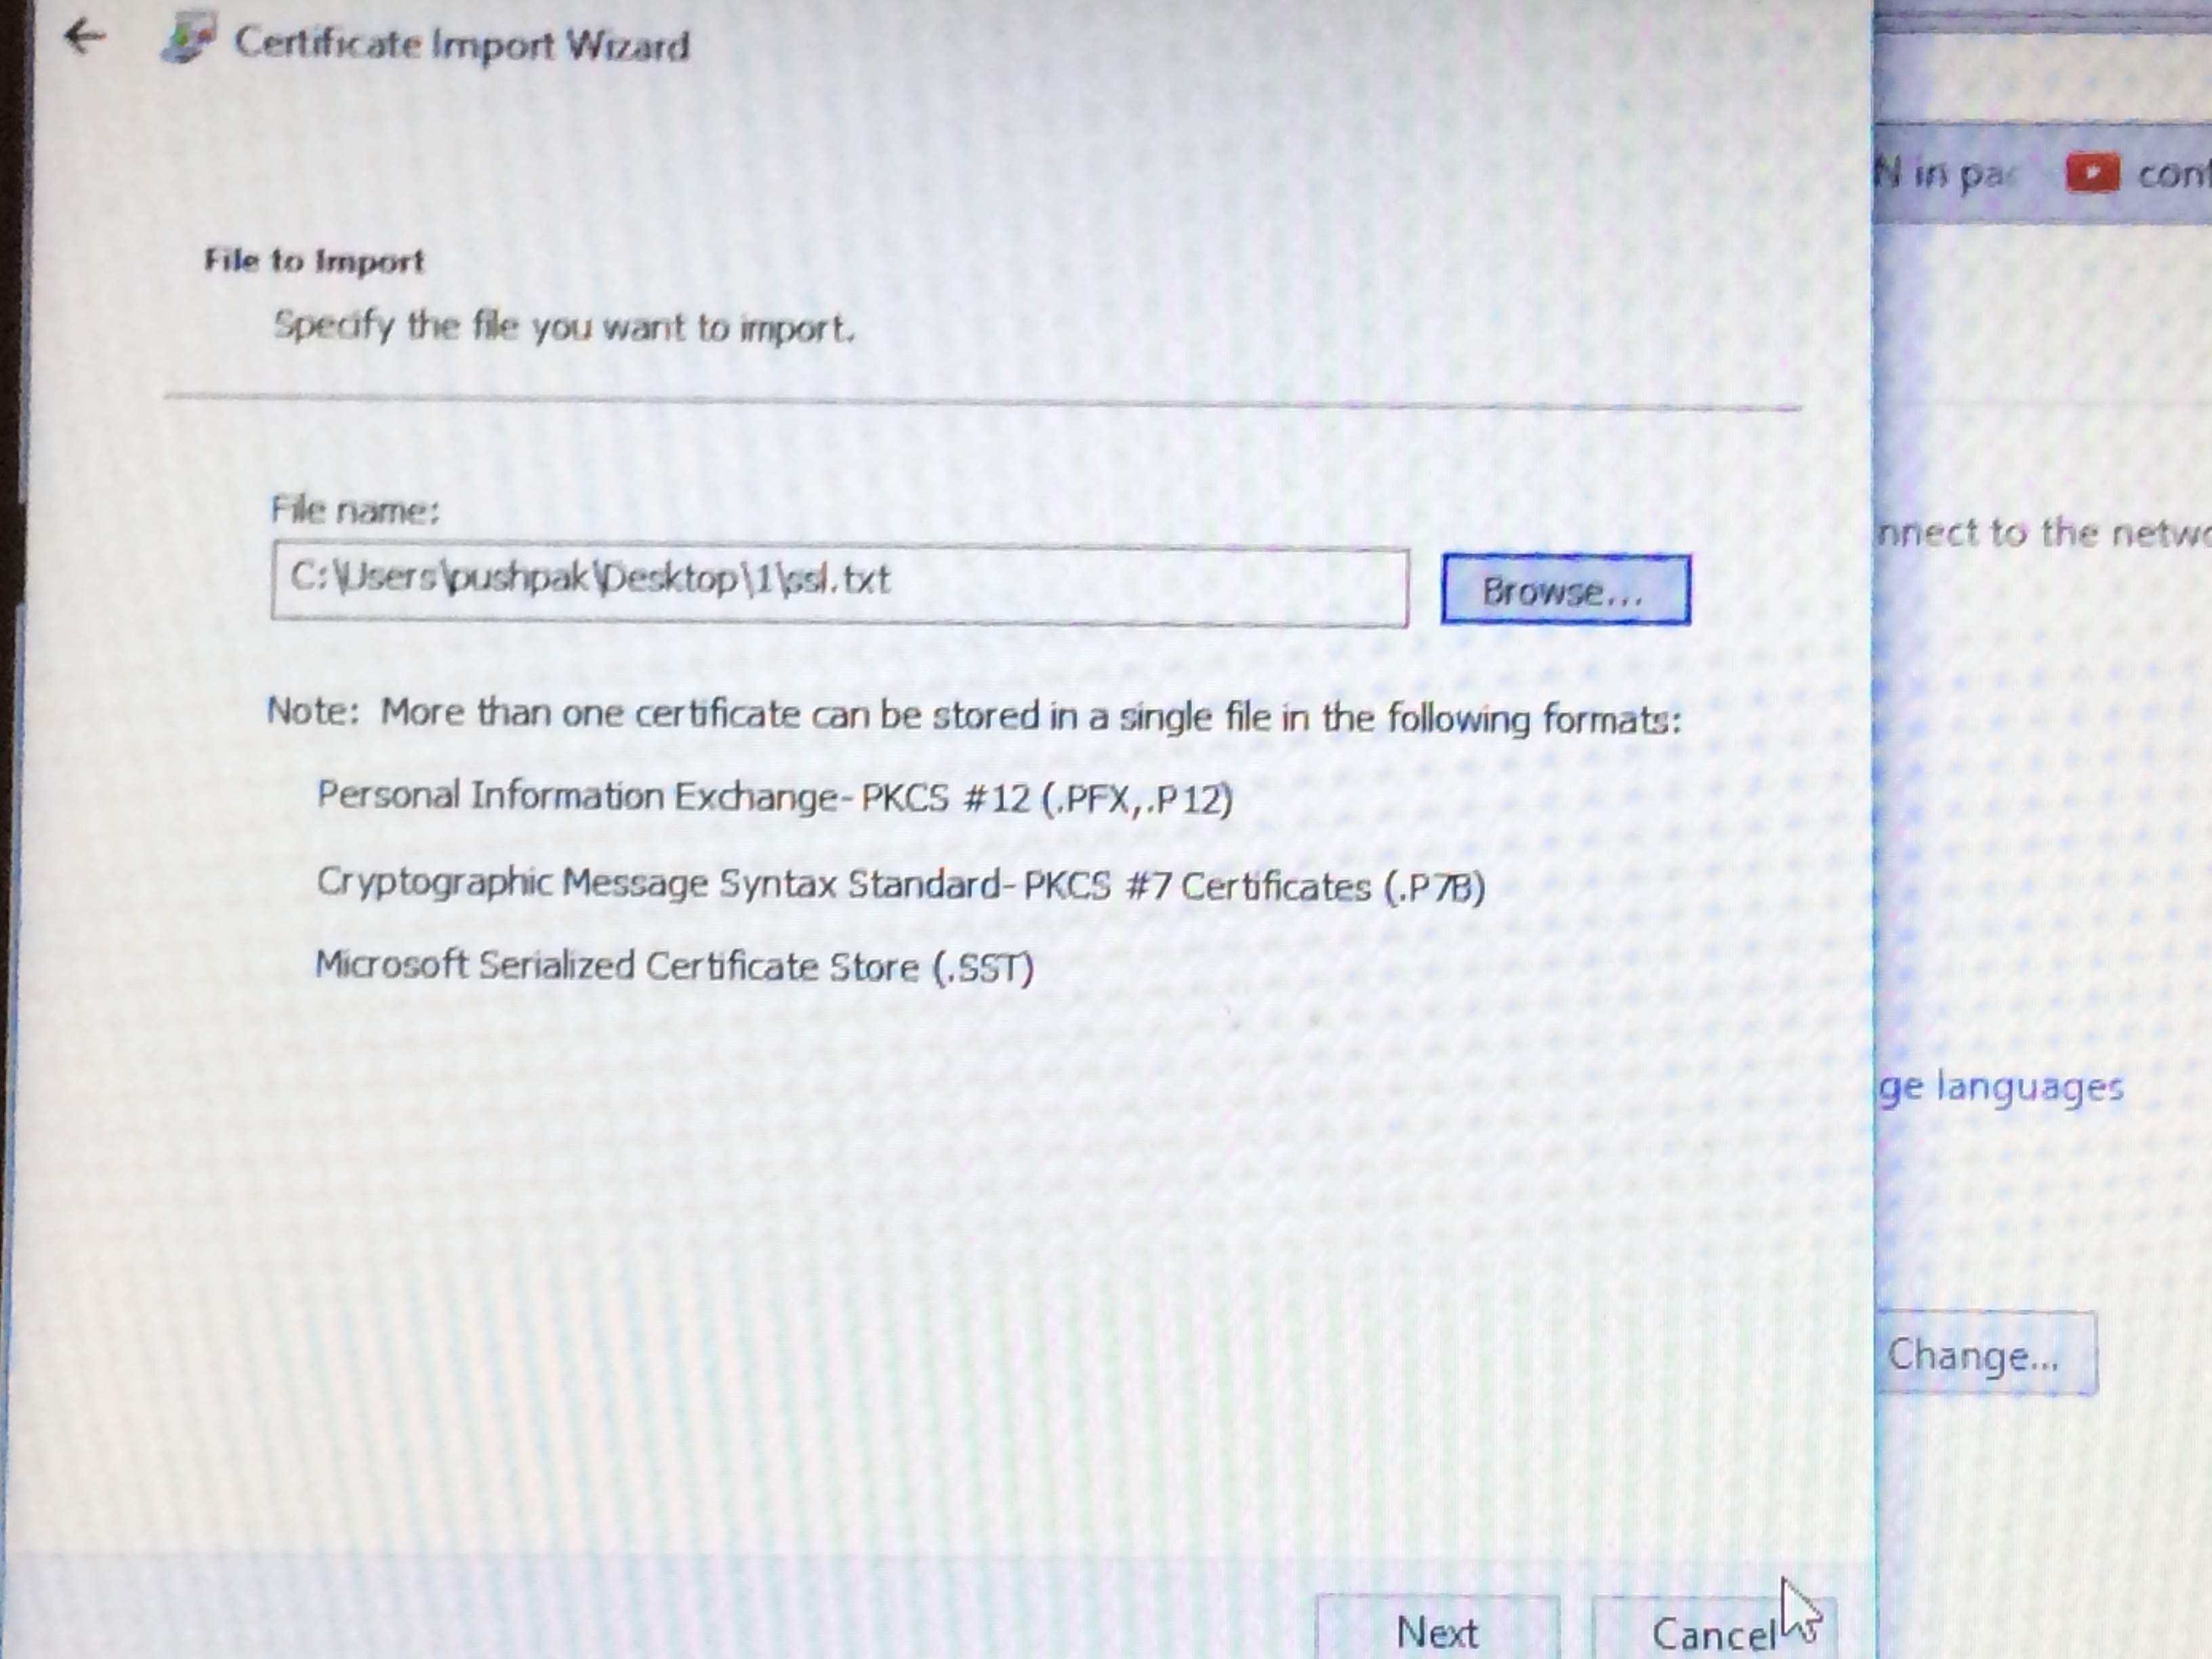 Certificate Import Wizard
N in pa
cont
File to Import
Specify the file you want to import.
File name:
C:\Users\pushpak\Desktop\1\ssl.txt
Browse...
nnect to the netwo
Note: More than one certificate can be stored in a single file in the following formats:
Personal Information Exchange- PKCS #12 (.PFX,.P12)
Cryptographic Message Syntax Standard- PKCS #7 Certificates (.P7B)
Microsoft Serialized Certificate Store (.SST)
ge languages
Change...
Next
Cancel